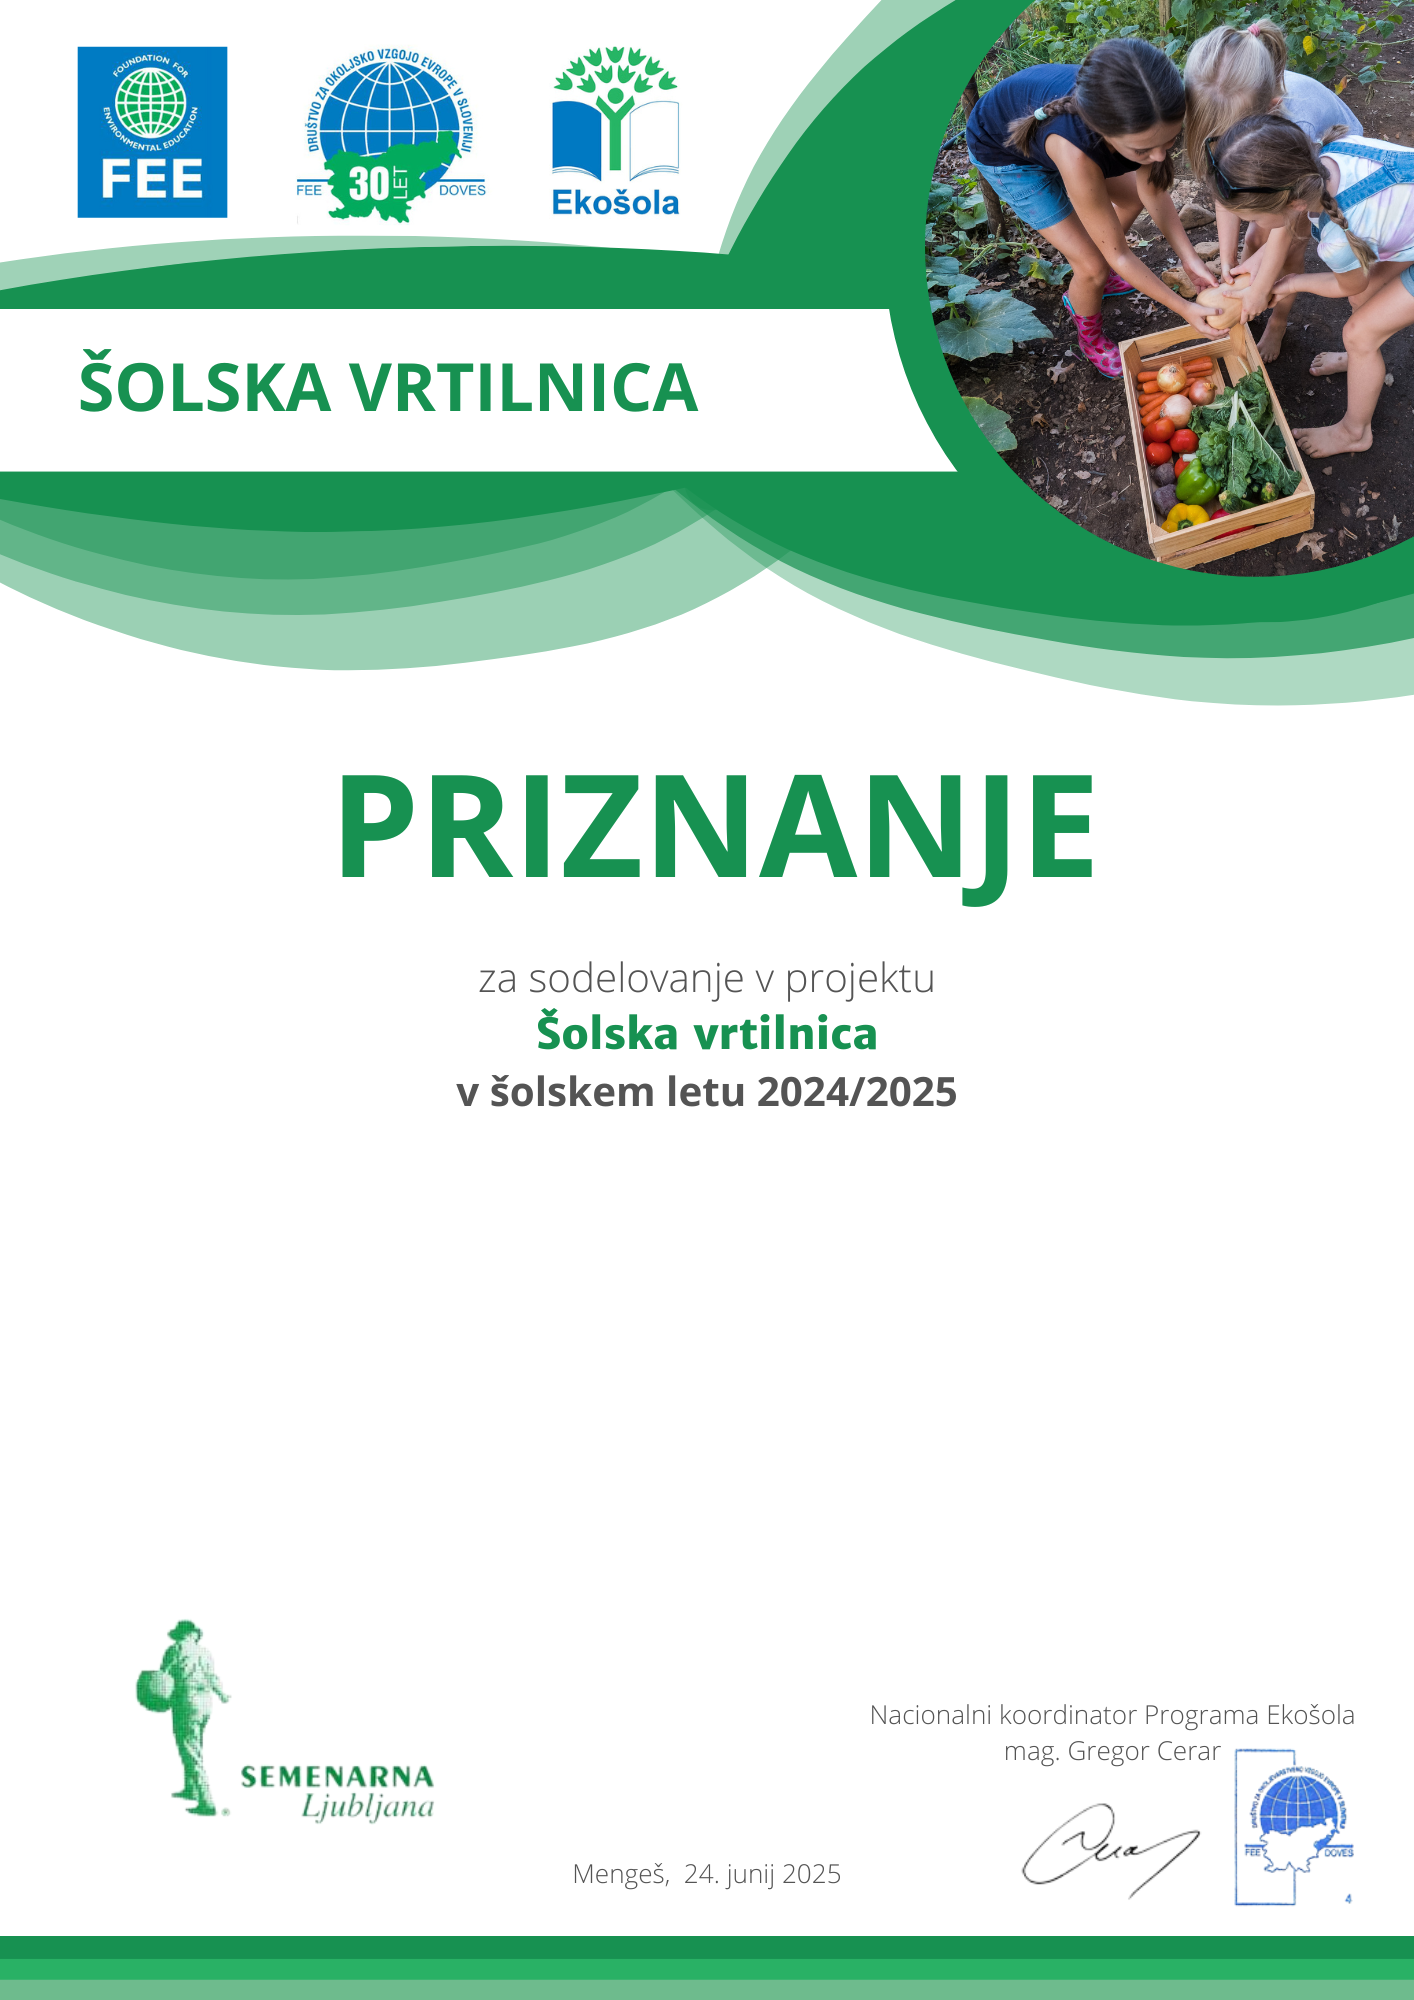 FOUNDATION FOR
ENVIRONMENTAL EDUCATION
FEE
DRUŠTVO ZA OKOLJSKO VZGOJO EVROPE V SLOVENIJI
30 LET
FEE DOVES
Ekošola
ŠOLSKA VRTILNICA
PRIZNANJE
za sodelovanje v projektu
Šolska vrtilnica
v šolskem letu 2024/2025
Nacionalni koordinator Programa Ekošola
mag. Gregor Cerar
SEMENARNA
Ljubljana
®
FEE DOVES
4
Mengeš, 24. junij 2025